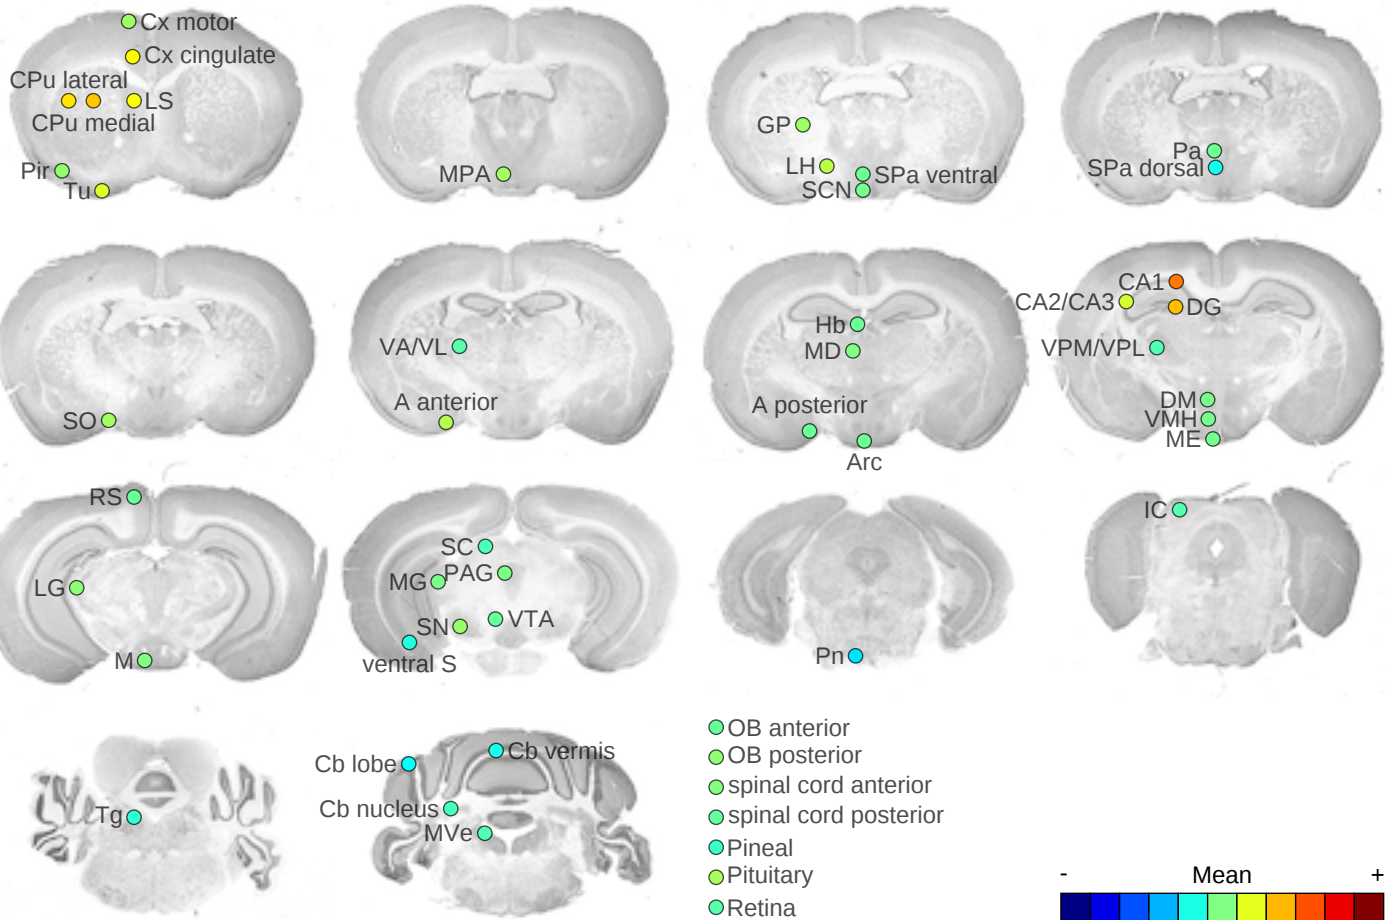 Cx motor
Cx cingulate
CPu lateral
LS
CPu medial
Pir
Tu
MPA
GP
LH
SPa ventral
SCN
Pa
SPa dorsal
SO
VA/VL
A anterior
Hb
MD
A posterior
Arc
CA1
CA2/CA3
DG
VPM/VPL
DM
VMH
ME
RS
LG
M
SC
MG
PAG
SN
VTA
ventral S
Pn
IC
Tg
Cb lobe
Cb vermis
Cb nucleus
MVe
OB anterior
OB posterior
spinal cord anterior
spinal cord posterior
Pineal
Pituitary
Retina
- Mean +